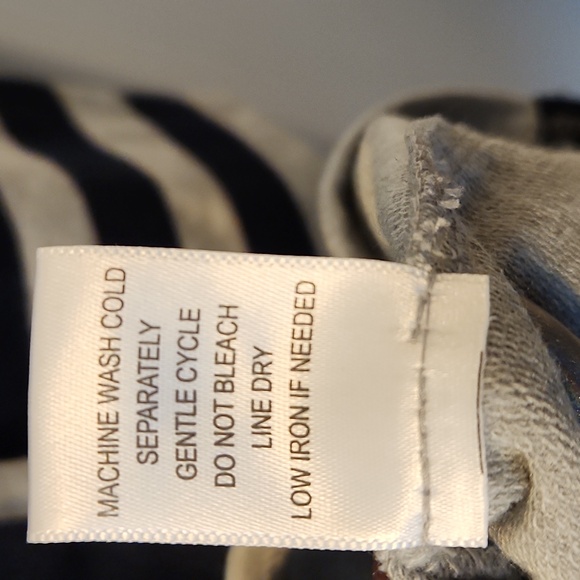 MACHINE WASH COLD
SEPARATELY
GENTLE CYCLE
DO NOT BLEACH
LINE DRY
LOW IRON IF NEEDED